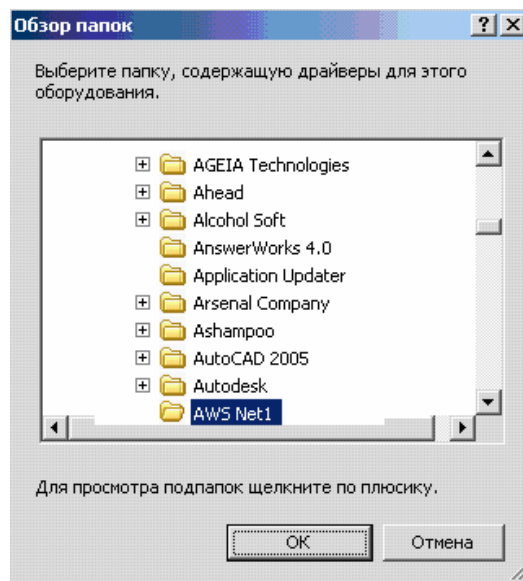 Обзор папок
Выберите папку, содержащую драйверы для этого
оборудования.
AGEIA Technologies
Ahead
Alcohol Soft
AnswerWorks 4.0
Application Updater
Arsenal Company
Ashampoo
AutoCAD 2005
Autodesk
AWS Net1
Для просмотра подпапок щелкните по плюсику.
ОК Отмена